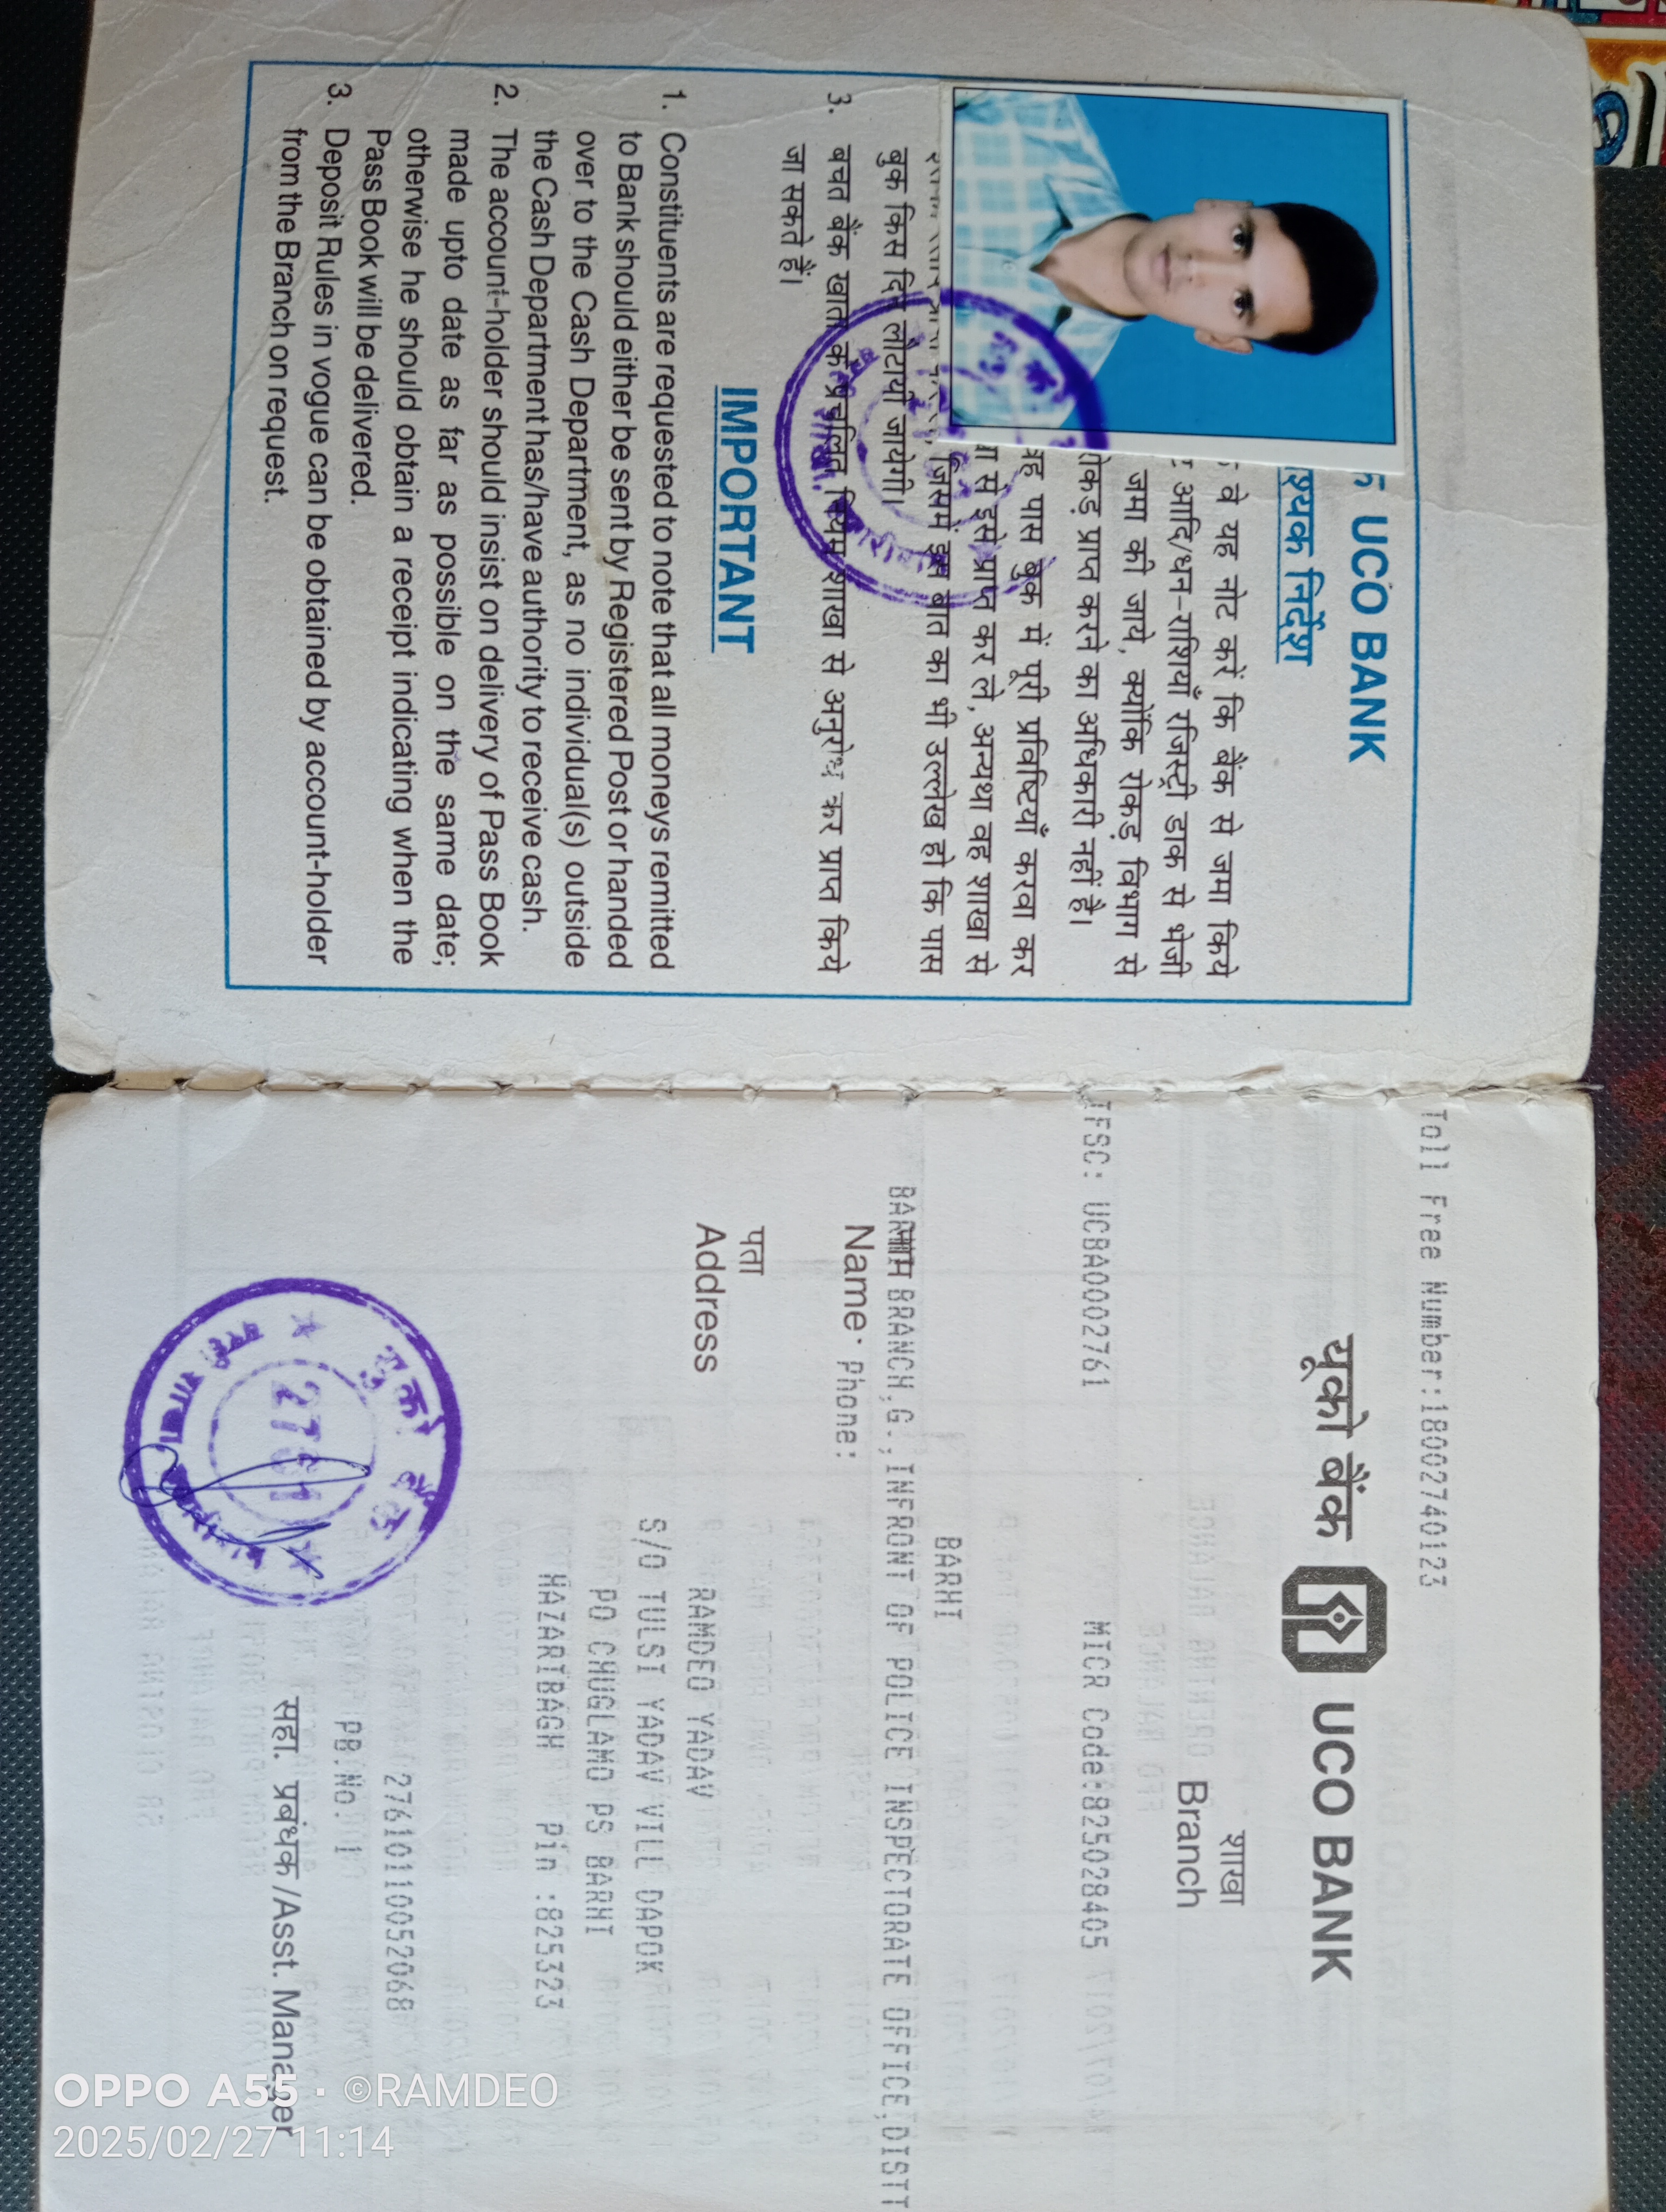 UCO BANK
श्यक निर्देश
वे यह नोट करें कि बैंक से जमा किये
आदि/धन-राशियाँ रजिस्ट्री डाक से भेजी
जमा की जाये, क्योंकि रोकड़ विभाग से
रोकड़ प्राप्त करने का अधिकारी नहीं है।
पास बुक में पूरी प्रविष्टियाँ करवा कर
से इसे प्राप्त कर ले, अन्यथा वह शाखा से
जिसमें इस बात का भी उल्लेख हो कि पास
बुक किस दिन लौटायी जायेगी।
3. बचत बैंक खाता के प्रचलित नियम शाखा से अनुरोध कर प्राप्त किये
जा सकते हैं।
IMPORTANT
1. Constituents are requested to note that all moneys remitted
to Bank should either be sent by Registered Post or handed
over to the Cash Department, as no individual(s) outside
the Cash Department has/have authority to receive cash.
2. The account-holder should insist on delivery of Pass Book
made upto date as far as possible on the same date;
otherwise he should obtain a receipt indicating when the
Pass Book will be delivered.
3. Deposit Rules in vogue can be obtained by account-holder
from the Branch on request.
Toll Free Number:18002740123
यूको बैंक UCO BANK
शाखा
Branch
IFSC: UCBA0002761 MICR Code:825028405
BARHI
नाम BRANCH,G.,INFRONT OF POLICE INSPECTORATE OFFICE,DISTT
Name Phone:
पता
Address
RAMDEO YADAV
S/O TULSI YADAV VILL DAPOK
PO CHUGLAMO PS BARHI
HAZARIBAGH Pin :825323
27610110052068
PB.No. 1
सहा. प्रबंधक/Asst. Manager
यूको बैंक
2761
शाखा
OPPO A55 · ©RAMDEO
2025/02/27 11:14